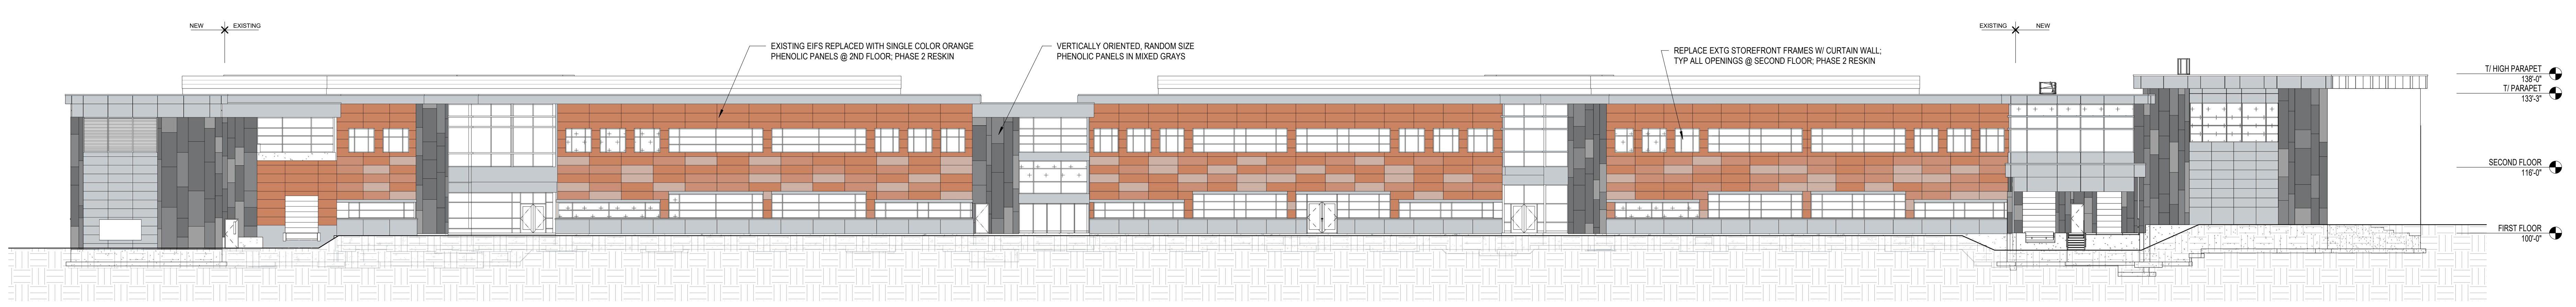 NEW EXISTING
EXISTING NEW
EXISTING EIFS REPLACED WITH SINGLE COLOR ORANGE
PHENOLIC PANELS @ 2ND FLOOR; PHASE 2 RESKIN
VERTICALLY ORIENTED, RANDOM SIZE
PHENOLIC PANELS IN MIXED GRAYS
REPLACE EXTG STOREFRONT FRAMES W/ CURTAIN WALL;
TYP ALL OPENINGS @ SECOND FLOOR; PHASE 2 RESKIN
T/ HIGH PARAPET
138'-0"
T/ PARAPET
133'-3"
SECOND FLOOR
116'-0"
FIRST FLOOR
100'-0"